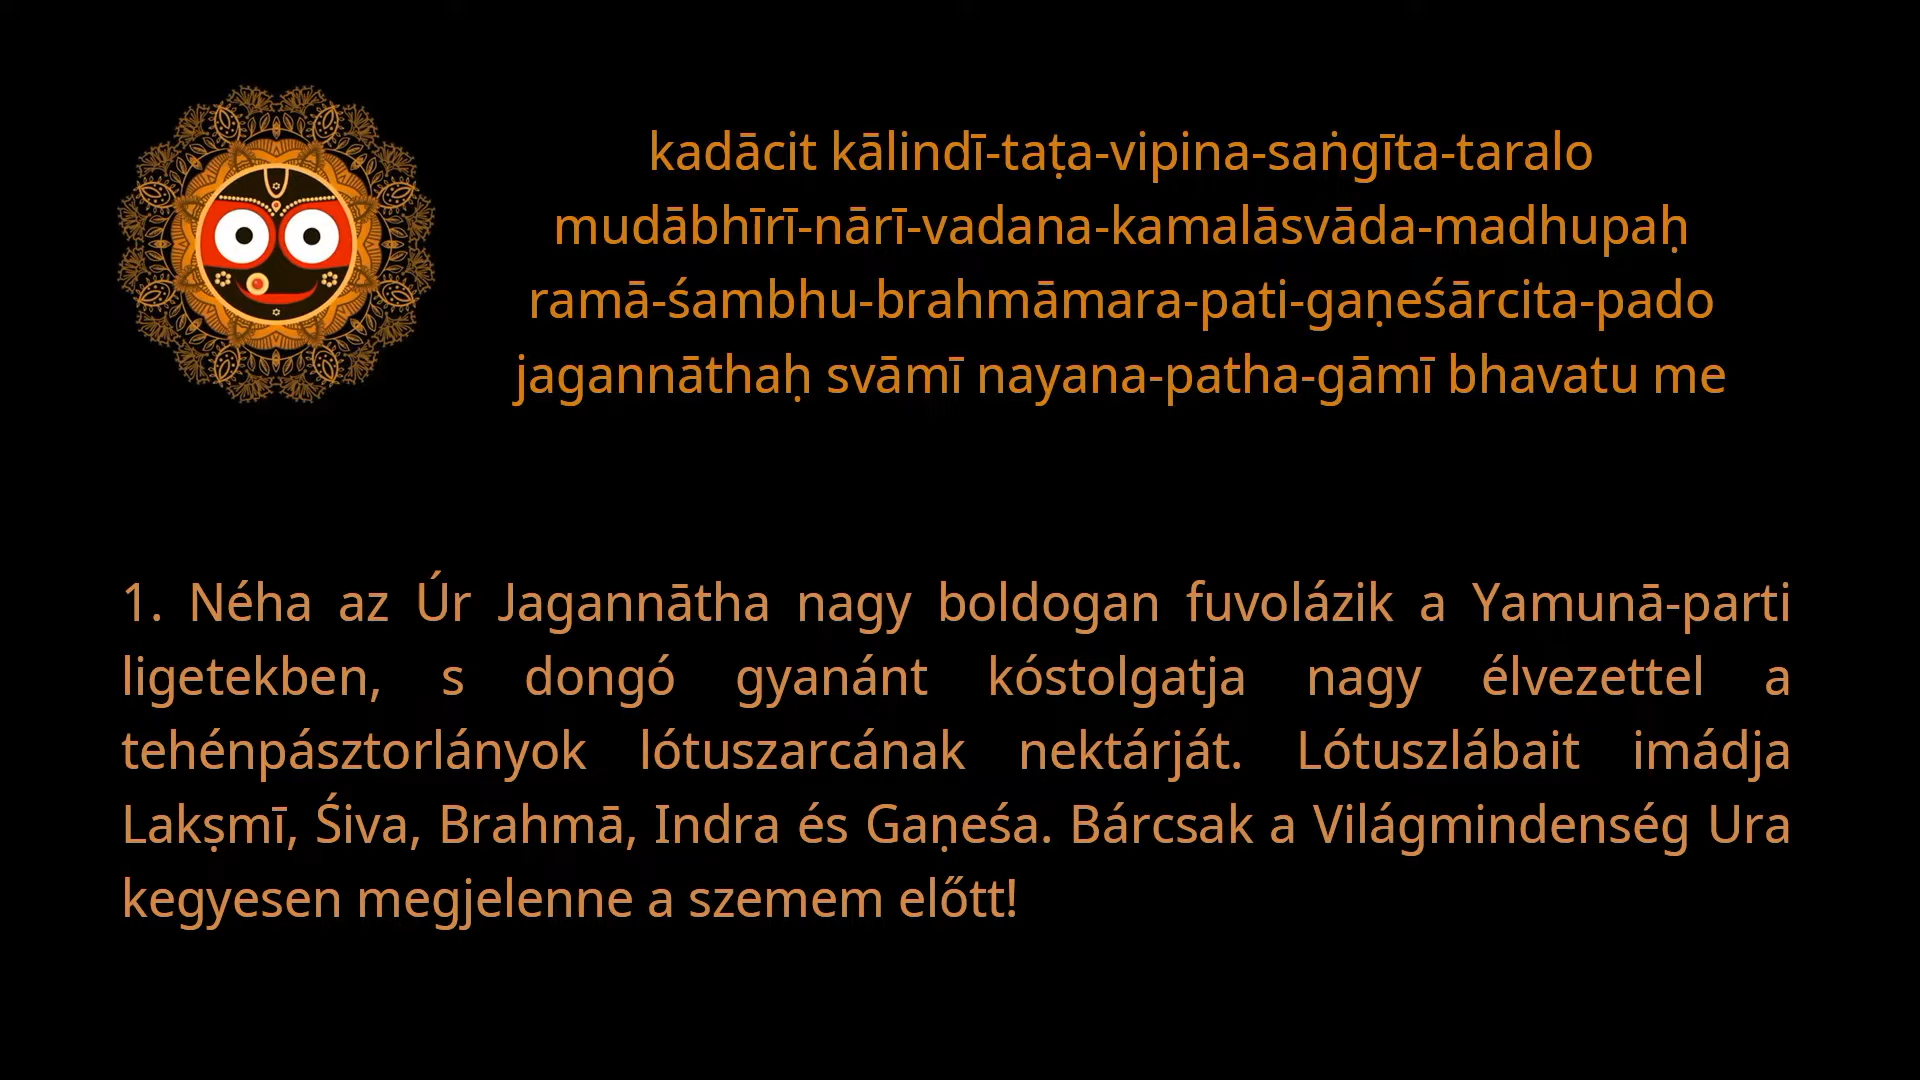 kadācit kālindī-taṭa-vipina-saṅgīta-taralo
mudābhīrī-nārī-vadana-kamalāsvāda-madhupaḥ
ramā-śambhu-brahmāmara-pati-gaṇeśārcita-pado
jagannāthaḥ svāmī nayana-patha-gāmī bhavatu me
1. Néha az Úr Jagannātha nagy boldogan fuvolázik a Yamunā-parti
ligetekben, s dongó gyanánt kóstolgatja nagy élvezettel a
tehénpásztorlányok lótuszarcának nektárját. Lótuszlábait imádja
Lakṣmī, Śiva, Brahmā, Indra és Gaṇeśa. Bárcsak a Világmindenség Ura
kegyesen megjelenne a szemem előtt!